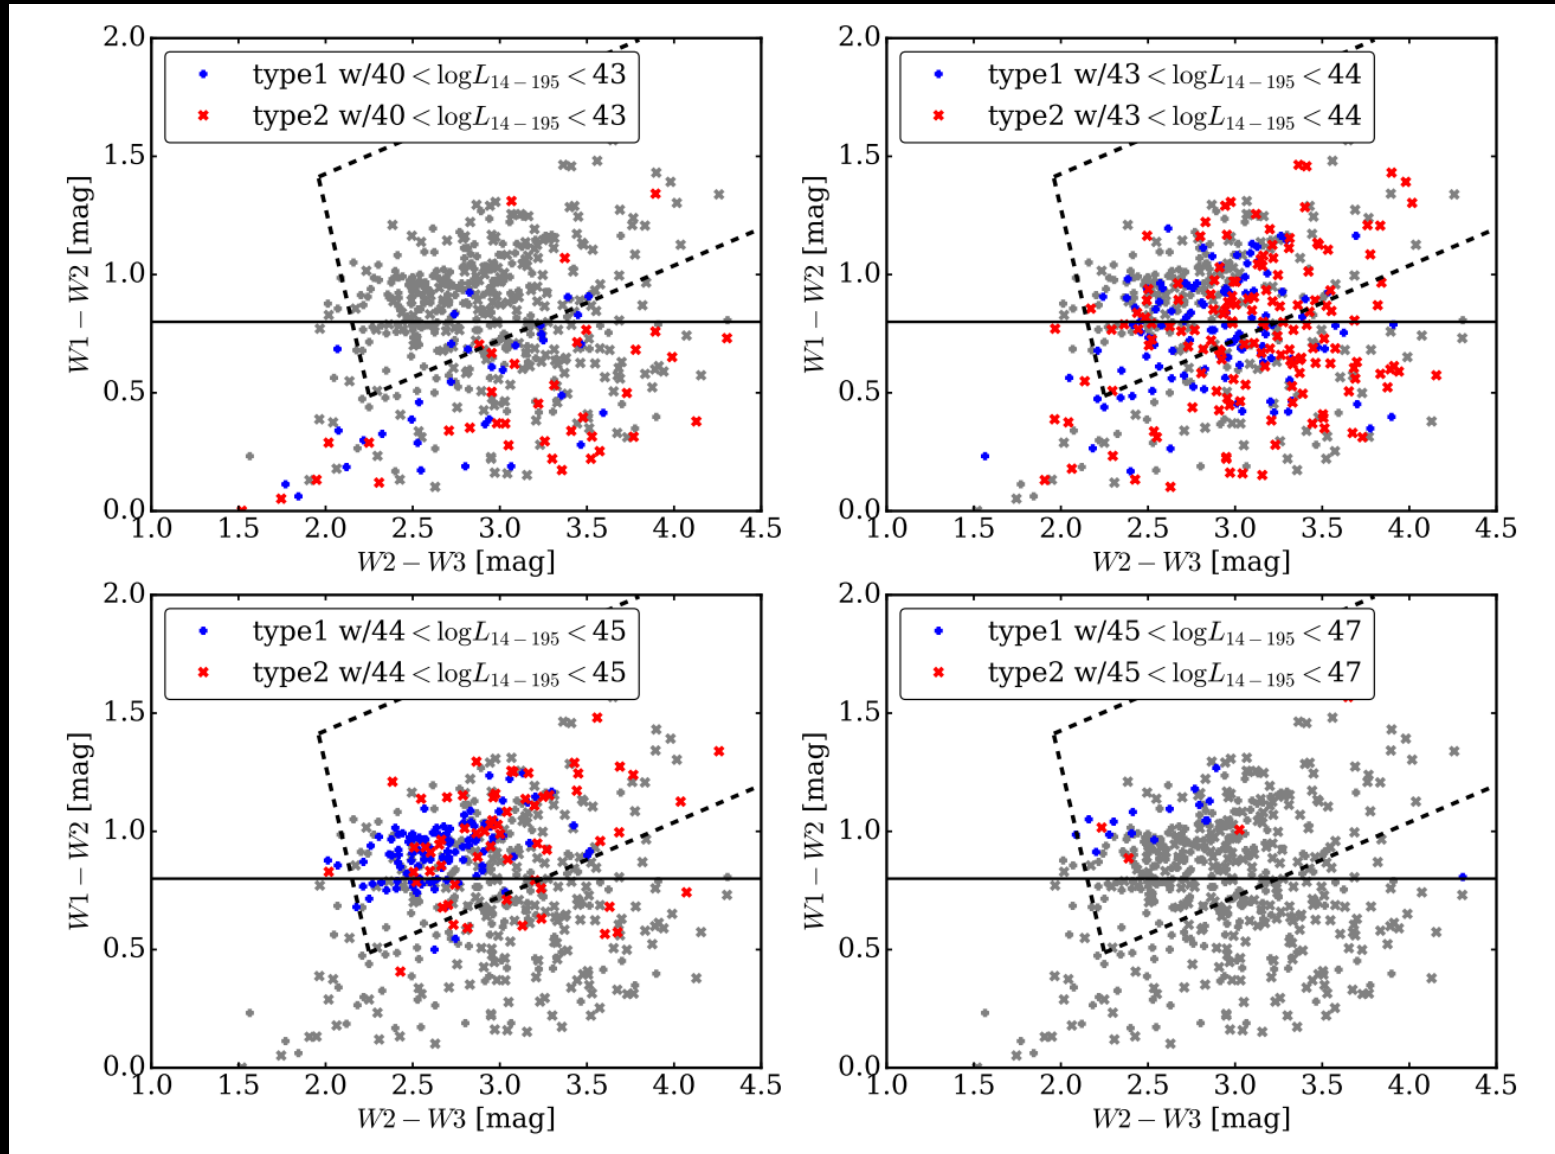 2.0
1.5
1.0
0.5
0.0
W1 − W2 [mag]
type1 w/40 < logL14 − 195 < 43
type2 w/40 < logL14 − 195 < 43
1.0 1.5 2.0 2.5 3.0 3.5 4.0 4.5
W2 − W3 [mag]
2.0
1.5
1.0
0.5
0.0
W1 − W2 [mag]
type1 w/43 < logL14 − 195 < 44
type2 w/43 < logL14 − 195 < 44
1.0 1.5 2.0 2.5 3.0 3.5 4.0 4.5
W2 − W3 [mag]
2.0
1.5
1.0
0.5
0.0
W1 − W2 [mag]
type1 w/44 < logL14 − 195 < 45
type2 w/44 < logL14 − 195 < 45
1.0 1.5 2.0 2.5 3.0 3.5 4.0 4.5
W2 − W3 [mag]
2.0
1.5
1.0
0.5
0.0
W1 − W2 [mag]
type1 w/45 < logL14 − 195 < 47
type2 w/45 < logL14 − 195 < 47
1.0 1.5 2.0 2.5 3.0 3.5 4.0 4.5
W2 − W3 [mag]